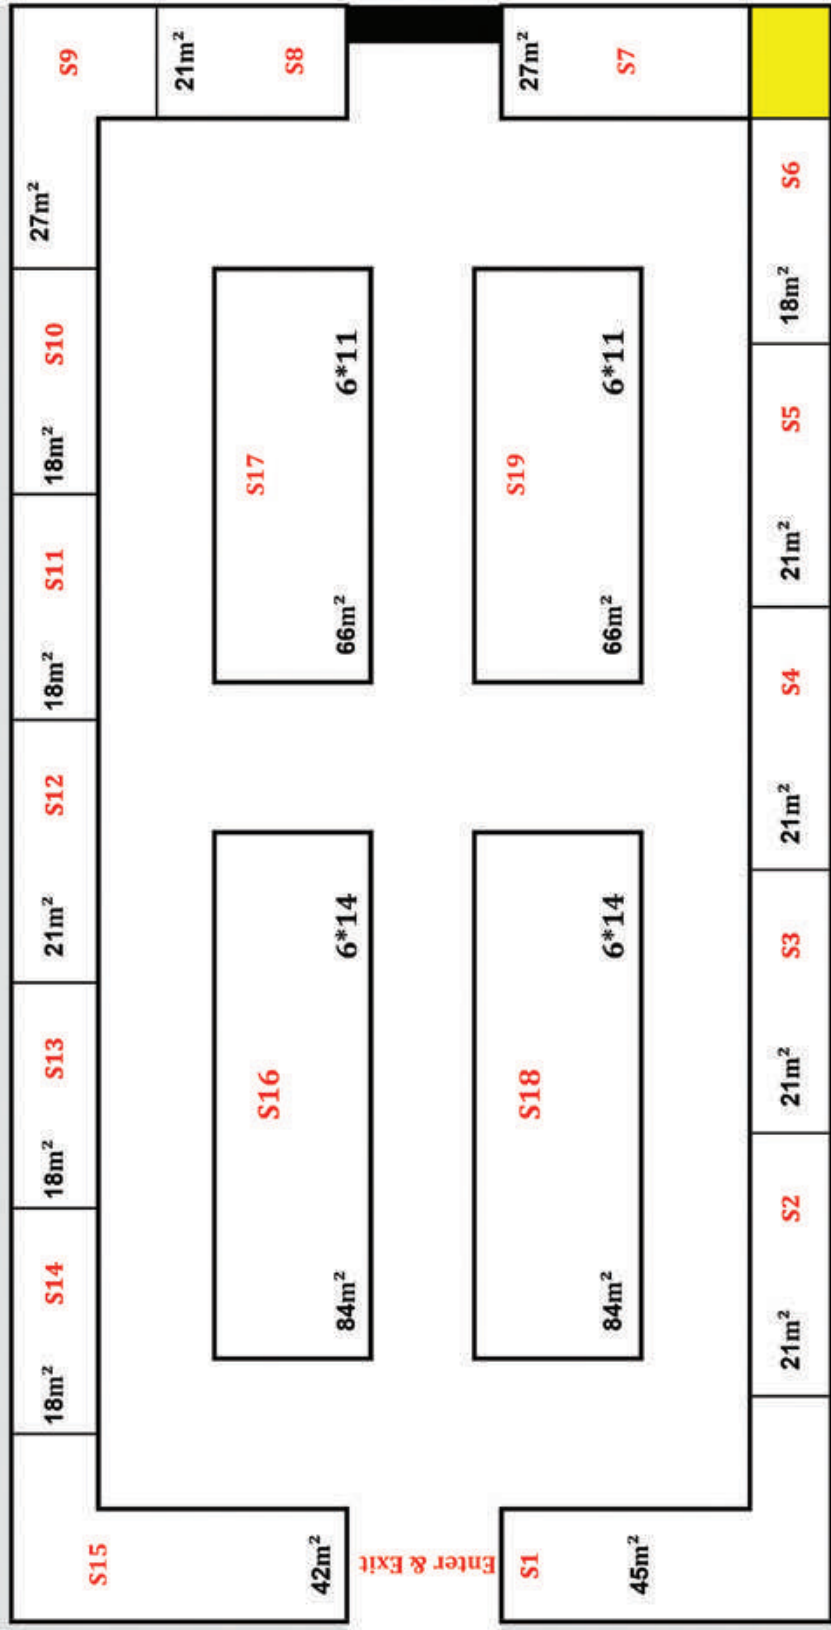 S9
27m²
21m²
S8
27m²
S7
S6
18m²
S10
18m²
S17
6*11
66m²
S19
6*11
66m²
S5
21m²
S11
18m²
S4
21m²
S12
21m²
S16
6*14
84m²
S18
6*14
84m²
S3
21m²
S13
18m²
S2
21m²
S14
18m²
S15
42m²
Enter & Exit
S1
45m²